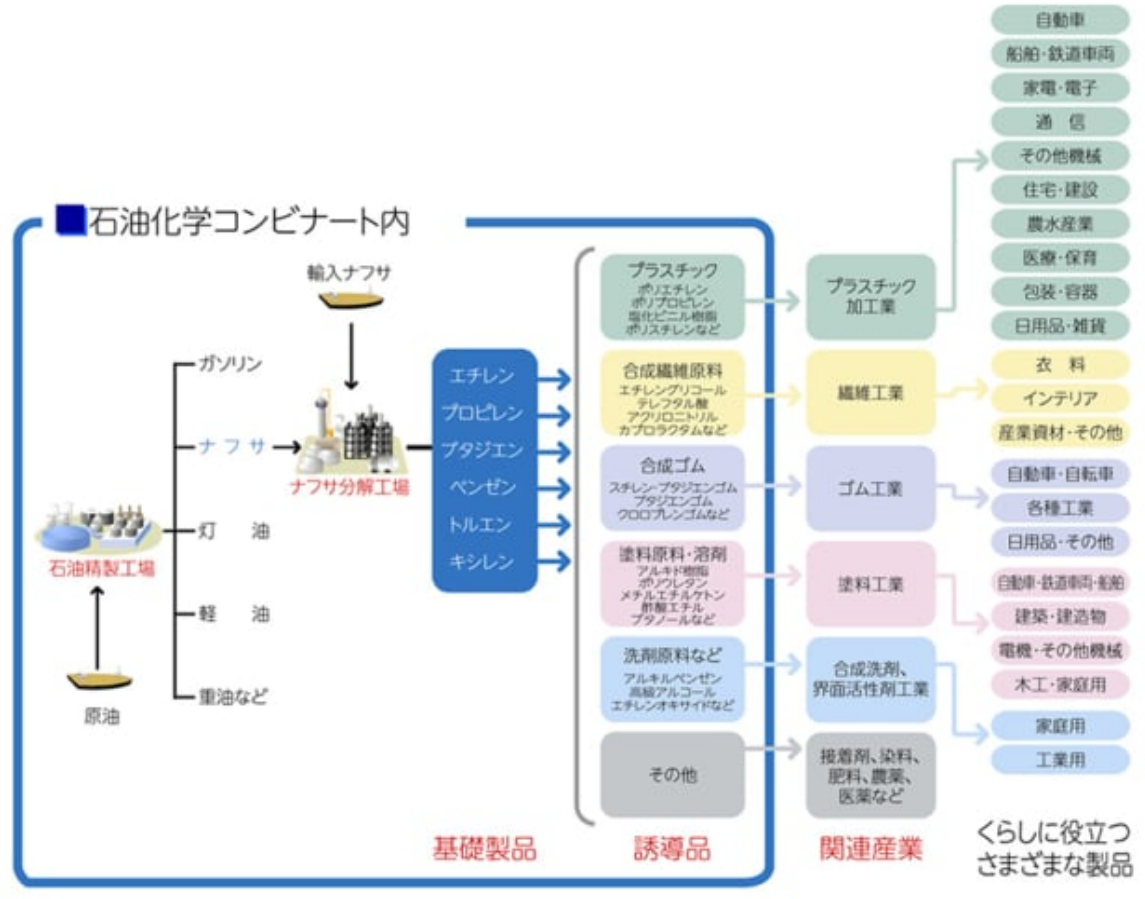 ■石油化学コンビナート内
輸入ナフサ
ガソリン
ナフサ
灯 油
軽 油
重油など
石油精製工場
原油
ナフサ分解工場
エチレン
プロピレン
ブタジエン
ベンゼン
トルエン
キシレン
基礎製品
プラスチック
ポリエチレン
ポリプロピレン
塩化ビニル樹脂
ポリスチレンなど
合成繊維原料
エチレングリコール
テレフタル酸
アクリロニトリル
カプロラクタムなど
合成ゴム
スチレン・ブタジエンゴム
ブタジエンゴム
クロロプレンゴムなど
塗料原料・溶剤
アルキド樹脂
ポリウレタン
メチルエチルケトン
酢酸エチル
ブタノールなど
洗剤原料など
アルキルベンゼン
高級アルコール
エチレンオキサイドなど
その他
誘導品
プラスチック
加工業
繊維工業
ゴム工業
塗料工業
合成洗剤、
界面活性剤工業
接着剤、染料、
肥料、農薬、
医薬など
関連産業
自動車
船舶・鉄道車両
家電・電子
通 信
その他機械
住宅・建設
農水産業
医療・保育
包装・容器
日用品・雑貨
衣 料
インテリア
産業資材・その他
自動車・自転車
各種工業
日用品・その他
自動車・鉄道車両・船舶
建築・建造物
電機・その他機械
木工・家庭用
家庭用
工業用
くらしに役立つ
さまざまな製品